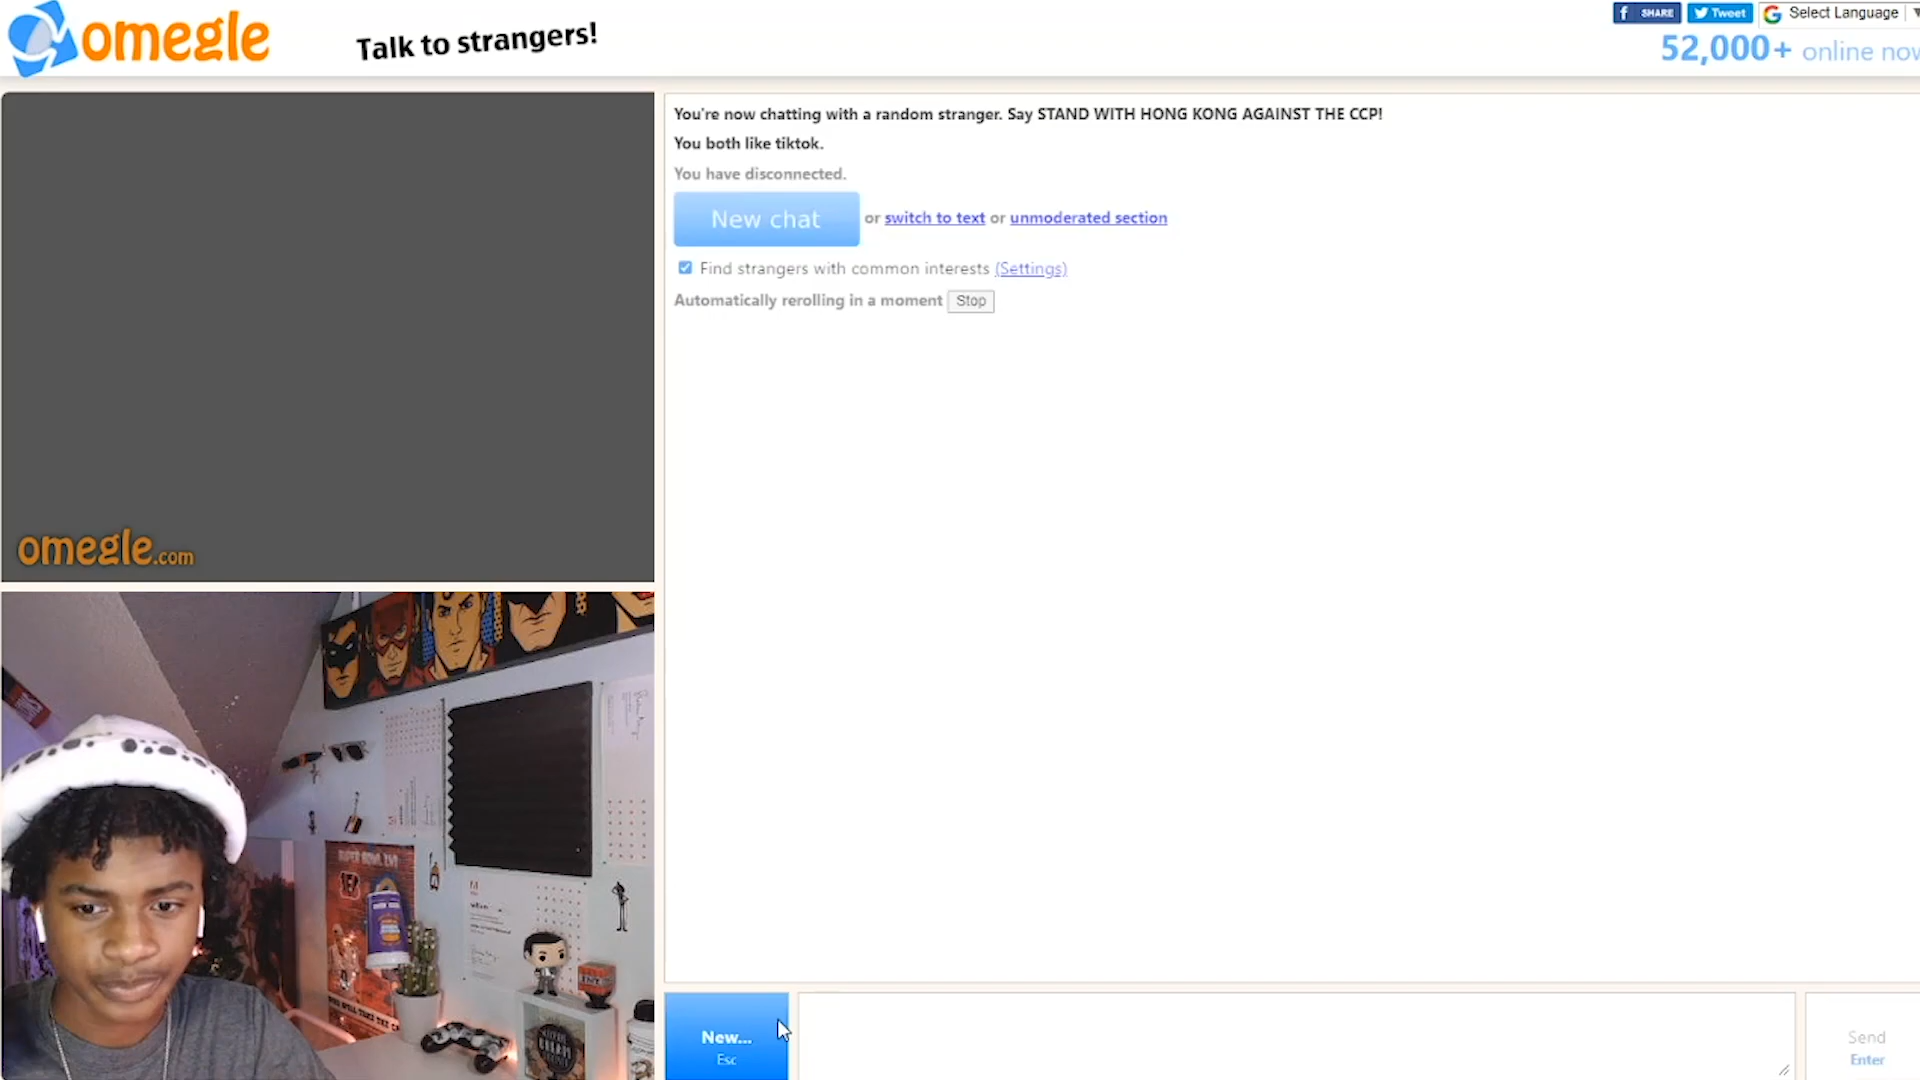 omegle
Talk to strangers!
SHARE
Tweet
Select Language
52,000+ online now
You're now chatting with a random stranger. Say STAND WITH HONG KONG AGAINST THE CCP!
You both like tiktok.
You have disconnected.
New chat or switch to text or unmoderated section
Find strangers with common interests (Settings)
Automatically rerolling in a moment Stop
omegle.com
SUPER BOWL LVI
New...
Esc
Send
Enter